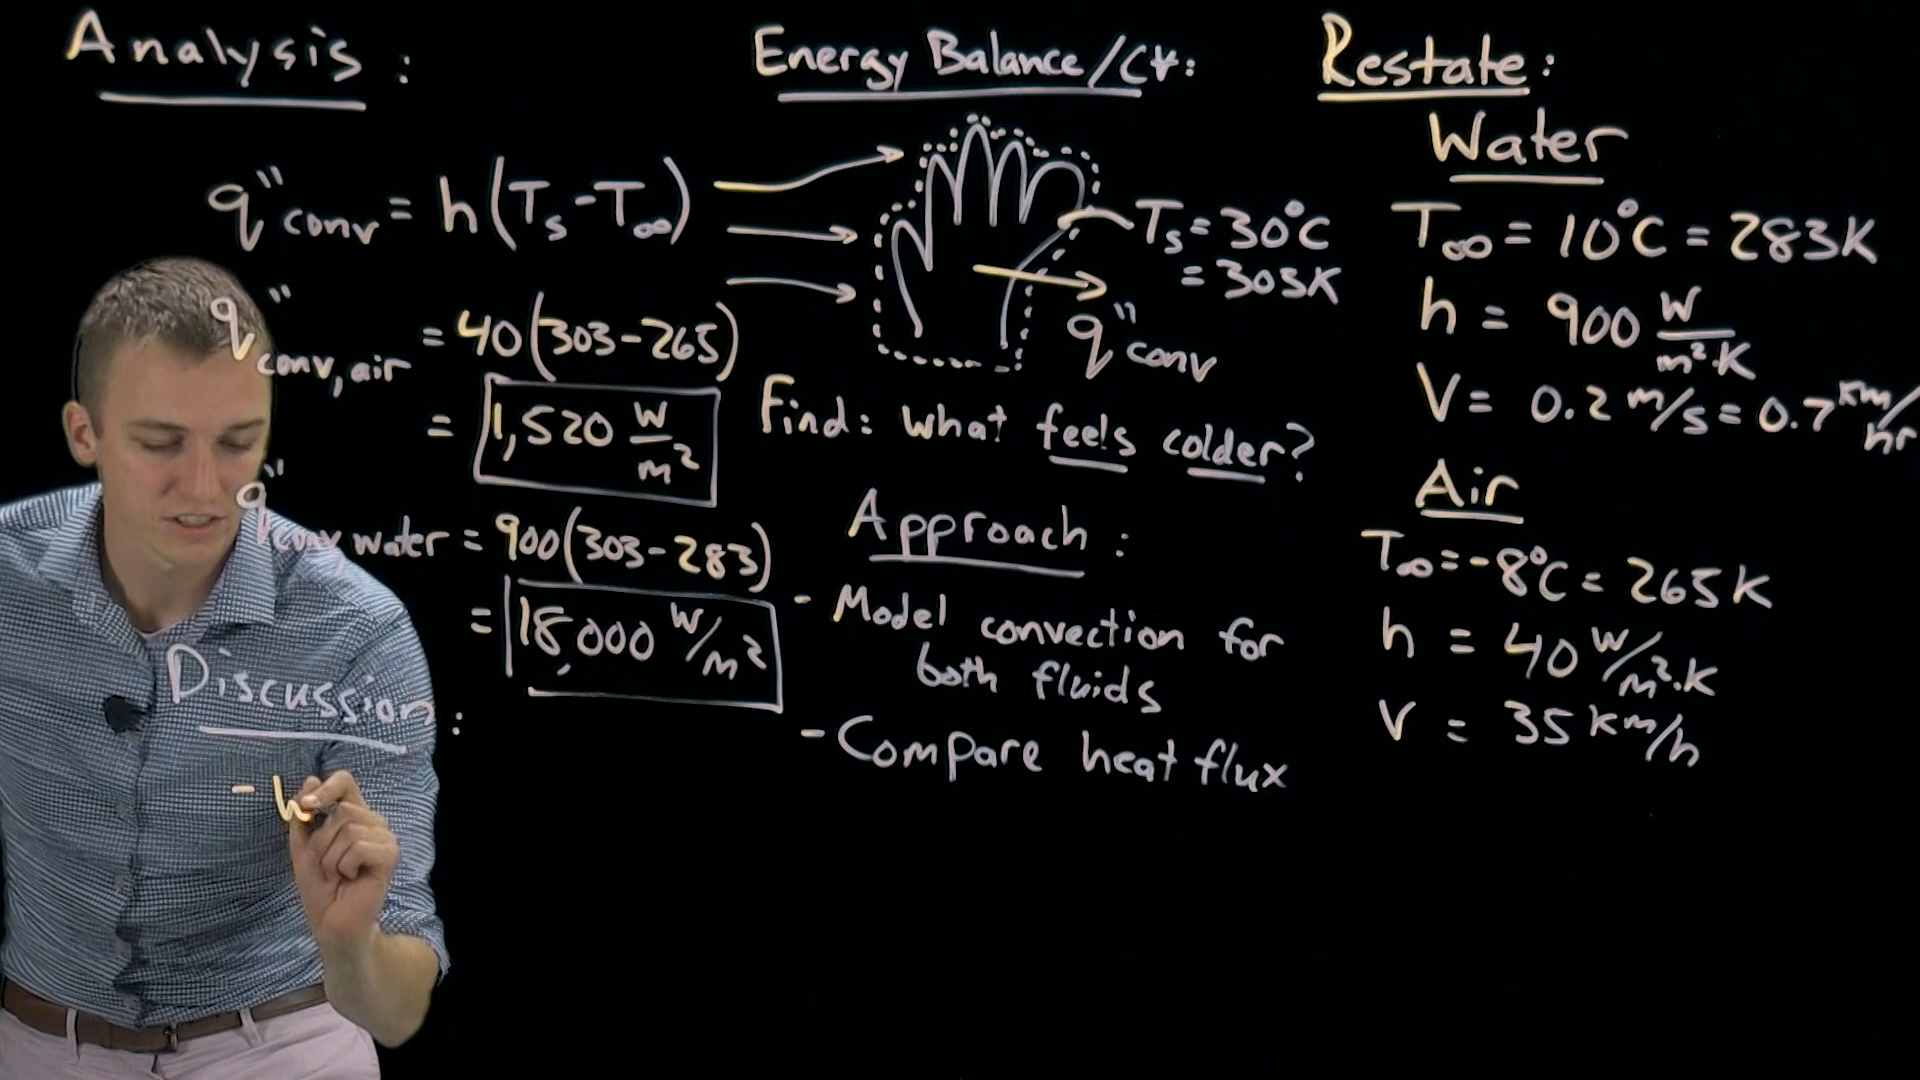 Analysis:
q"conv = h(Ts - T∞)
q"conv, air = 40(303-265)
= 1,520 W/m²
q"conv water = 900(303-283)
= 18,000 W/m²
Discussion:
- h
Energy Balance/C∀:
Ts = 30°C
= 303K
q"conv
Find: What feels colder?
Approach:
- Model convection for
both fluids
- Compare heat flux
Restate:
Water
T∞ = 10°C = 283K
h = 900 W/m²·K
V = 0.2 m/s = 0.7 km/hr
Air
T∞ = -8°C = 265K
h = 40 W/m²·K
V = 35 km/h